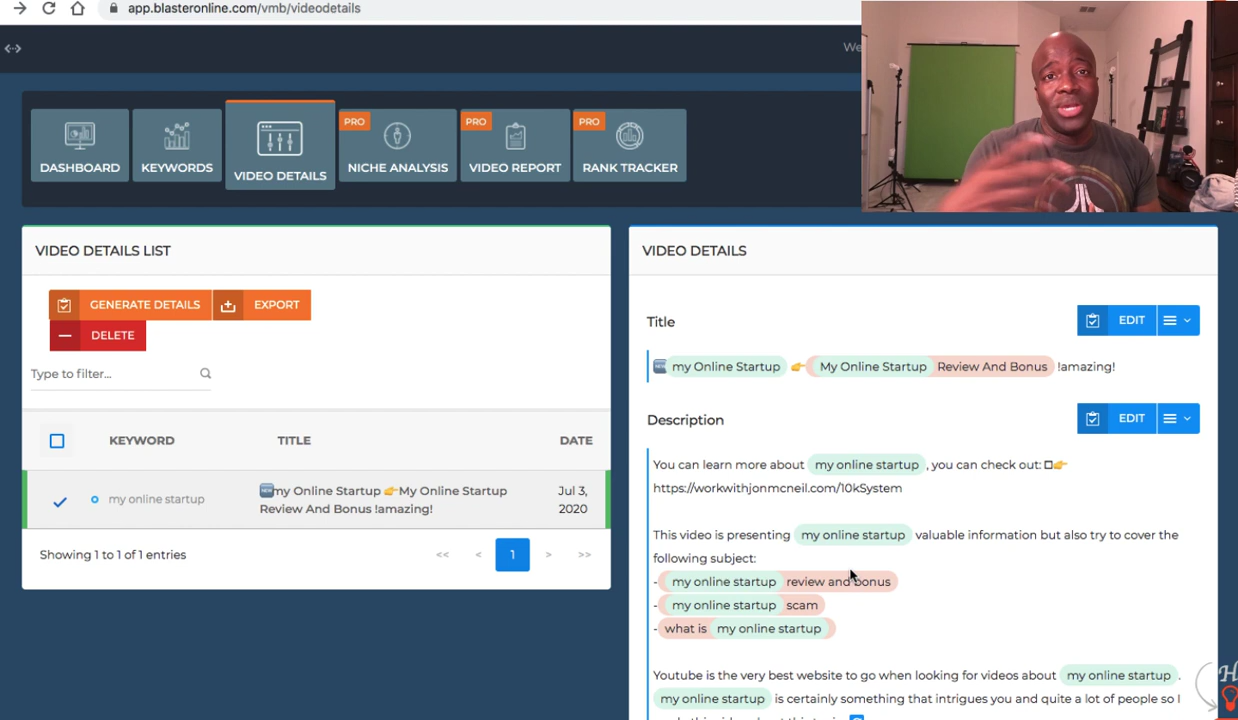 app.blasteronline.com/vmb/videodetails
We
DASHBOARD
KEYWORDS
VIDEO DETAILS
PRO
NICHE ANALYSIS
PRO
VIDEO REPORT
PRO
RANK TRACKER
VIDEO DETAILS LIST
GENERATE DETAILS
EXPORT
DELETE
Type to filter...
KEYWORD TITLE DATE
my online startup
🆕my Online Startup 👉My Online Startup
Review And Bonus !amazing!
Jul 3,
2020
Showing 1 to 1 of 1 entries
<< < 1 > >>
VIDEO DETAILS
Title
EDIT
🆕 my Online Startup 👉 My Online Startup Review And Bonus !amazing!
Description
EDIT
You can learn more about my online startup , you can check out: □👉
https://workwithjonmcneil.com/10kSystem
This video is presenting my online startup valuable information but also try to cover the
following subject:
- my online startup review and bonus
- my online startup scam
- what is my online startup
Youtube is the very best website to go when looking for videos about my online startup .
my online startup is certainly something that intrigues you and quite a lot of people so I